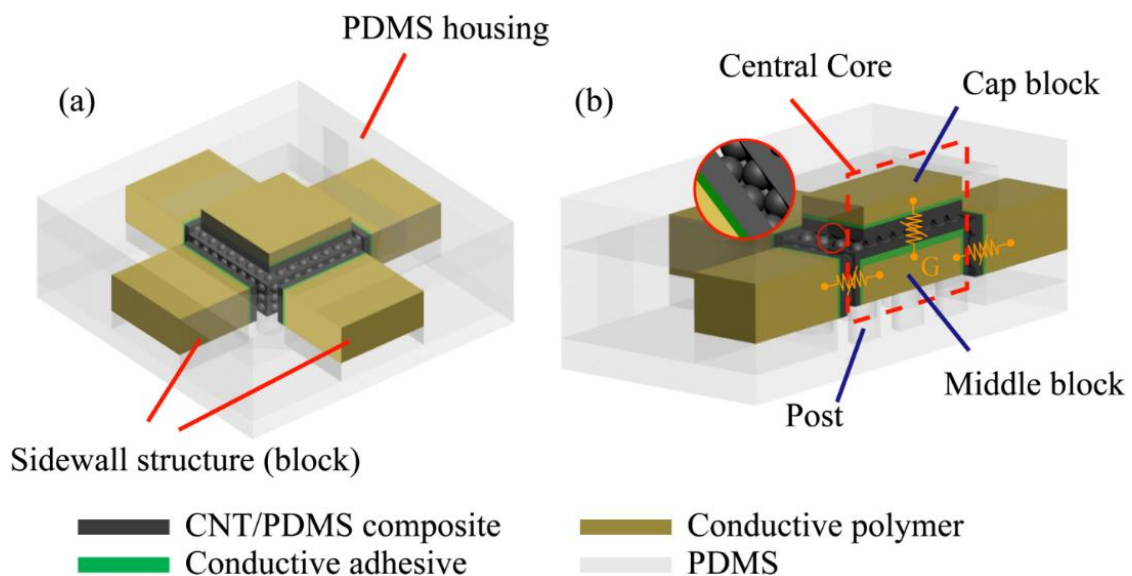 PDMS housing
(a)
Sidewall structure (block)
Central Core
(b)
Cap block
G
Middle block
Post
CNT/PDMS composite
Conductive polymer
Conductive adhesive
PDMS